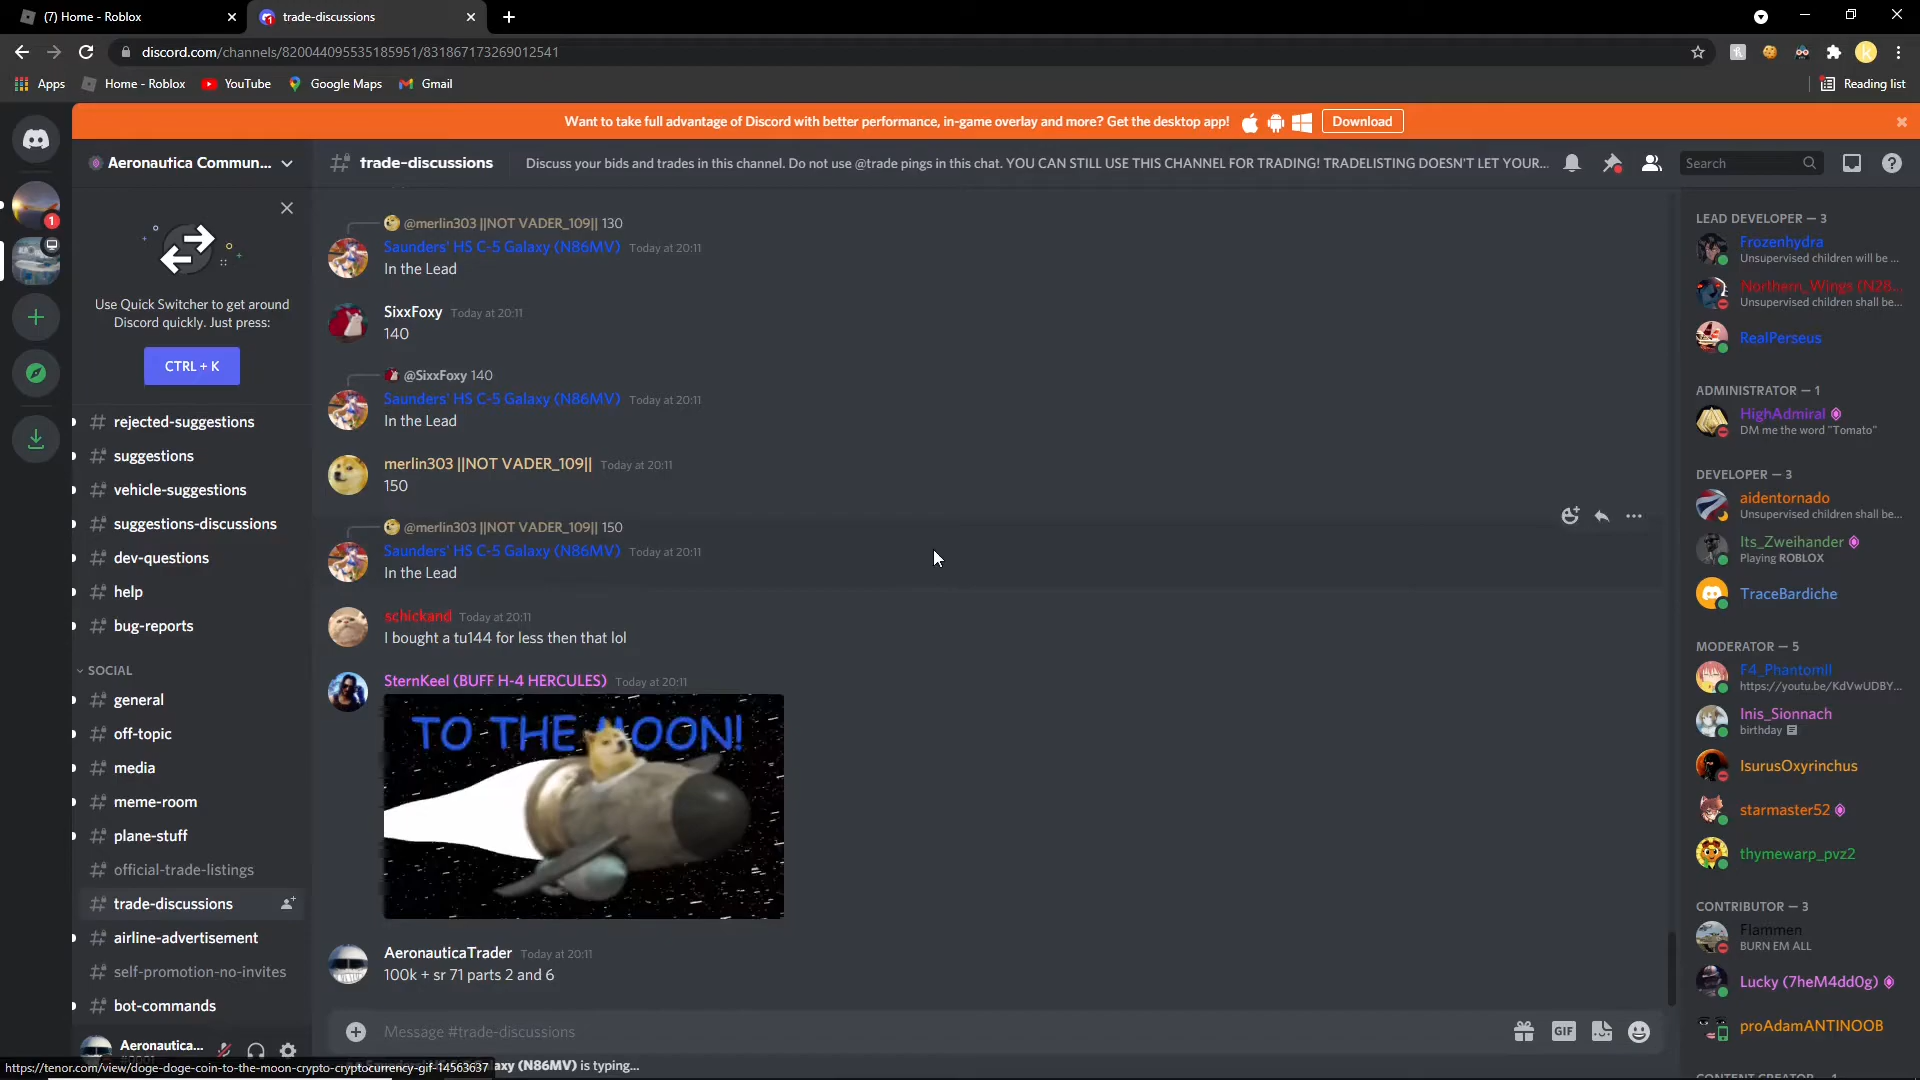 (7) Home - Roblox
trade-discussions
discord.com/channels/820044095535185951/831867173269012541
Apps
Home - Roblox
YouTube
Google Maps
Gmail
Reading list
Want to take full advantage of Discord with better performance, in-game overlay and more? Get the desktop app!
Download
Aeronautica Commun...
trade-discussions
Discuss your bids and trades in this channel. Do not use @trade pings in this chat. YOU CAN STILL USE THIS CHANNEL FOR TRADING! TRADELISTING DOESN'T LET YOUR...
Search
1
Use Quick Switcher to get around
Discord quickly. Just press:
CTRL + K
rejected-suggestions
suggestions
vehicle-suggestions
suggestions-discussions
dev-questions
help
bug-reports
SOCIAL
general
off-topic
media
meme-room
plane-stuff
official-trade-listings
trade-discussions
airline-advertisement
self-promotion-no-invites
bot-commands
Aeronautica...
@merlin303 ||NOT VADER_109|| 130
Saunders' HS C-5 Galaxy (N86MV) Today at 20:11
In the Lead
SixxFoxy Today at 20:11
140
@SixxFoxy 140
Saunders' HS C-5 Galaxy (N86MV) Today at 20:11
In the Lead
merlin303 ||NOT VADER_109|| Today at 20:11
150
@merlin303 ||NOT VADER_109|| 150
Saunders' HS C-5 Galaxy (N86MV) Today at 20:11
In the Lead
schickand Today at 20:11
I bought a tu144 for less then that lol
SternKeel (BUFF H-4 HERCULES) Today at 20:11
TO THE MOON!
AeronauticaTrader Today at 20:11
100k + sr 71 parts 2 and 6
Message #trade-discussions
GIF
axy (N86MV) is typing...
https://tenor.com/view/doge-doge-coin-to-the-moon-crypto-cryptocurrency-gif-14563637
LEAD DEVELOPER — 3
Frozenhydra
Unsupervised children will be ...
Northern_Wings (N28...
Unsupervised children shall be...
RealPerseus
ADMINISTRATOR — 1
HighAdmiral
DM me the word "Tomato"
DEVELOPER — 3
aidentornado
Unsupervised children shall be...
Its_Zweihander
Playing ROBLOX
TraceBardiche
MODERATOR — 5
F4_PhantomII
https://youtu.be/KdVwUDBY...
Inis_Sionnach
birthday
IsurusOxyrinchus
starmaster52
thymewarp_pvz2
CONTRIBUTOR — 3
Flammen
BURN EM ALL
Lucky (7heM4dd0g)
proAdamANTINOOB